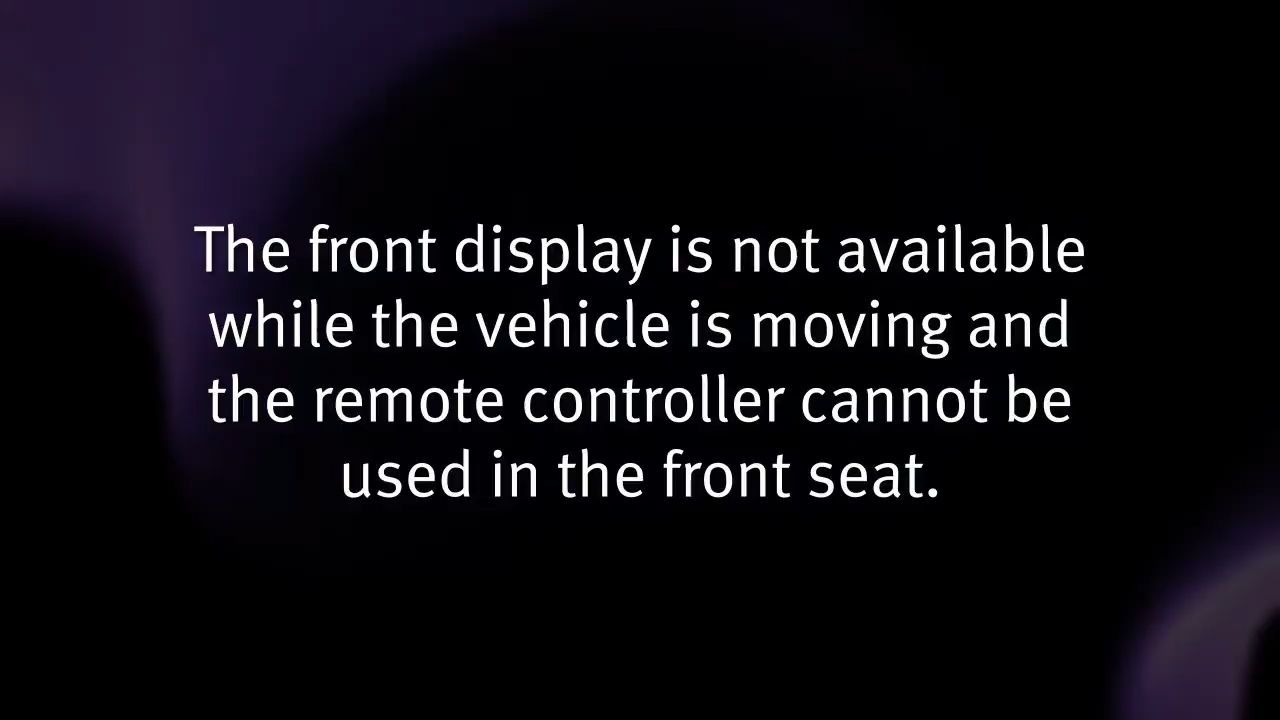 The front display is not available
while the vehicle is moving and
the remote controller cannot be
used in the front seat.